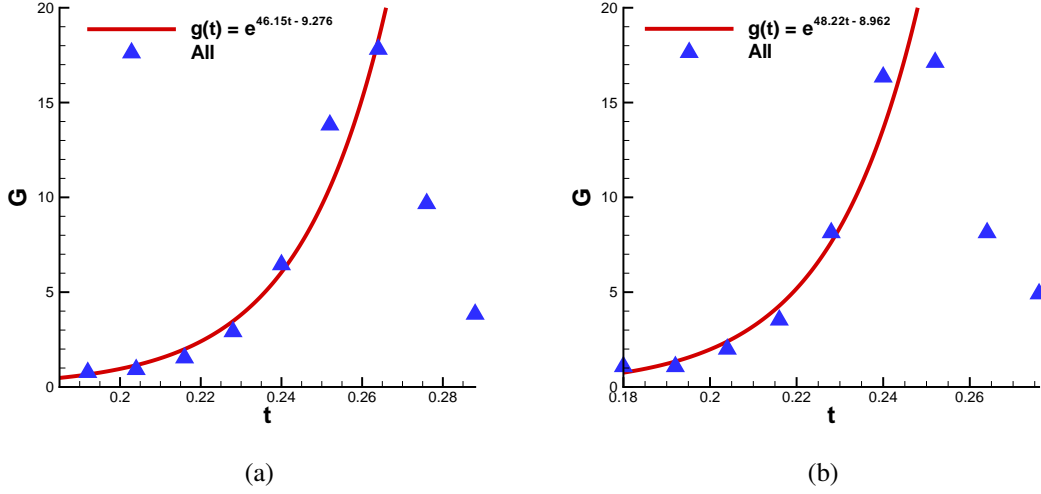 g(t) = e^46.15t - 9.276
All
G
20
15
10
5
0
0.2
0.22
0.24
0.26
0.28
t
(a)
g(t) = e^48.22t - 8.962
All
G
20
15
10
5
0
0.18
0.2
0.22
0.24
0.26
t
(b)